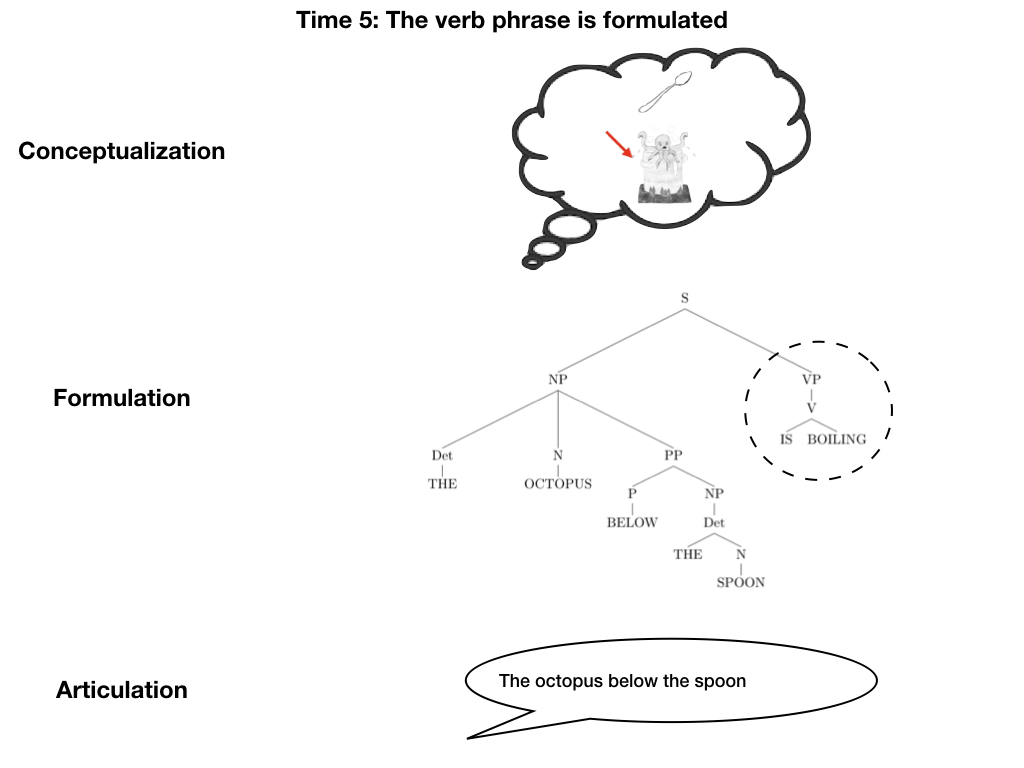 Time 5: The verb phrase is formulated
Conceptualization
S
Formulation
NP
VP
V
IS BOILING
Det
N
PP
THE
OCTOPUS
P
NP
BELOW
Det
THE
N
SPOON
Articulation
The octopus below the spoon